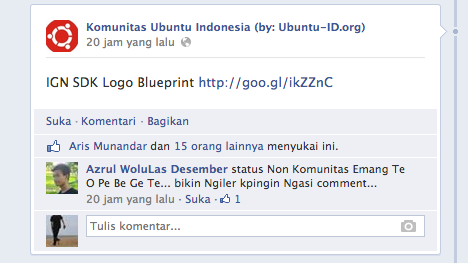 Komunitas Ubuntu Indonesia (by: Ubuntu-ID.org)
20 jam yang lalu
IGN SDK Logo Blueprint http://goo.gl/ikZZnC
Suka · Komentari · Bagikan
Aris Munandar dan 15 orang lainnya menyukai ini.
Azrul WoluLas Desember status Non Komunitas Emang Te
O Pe Be Ge Te... bikin Ngiler kpingin Ngasi comment...
20 jam yang lalu · Suka · 1
Tulis komentar...